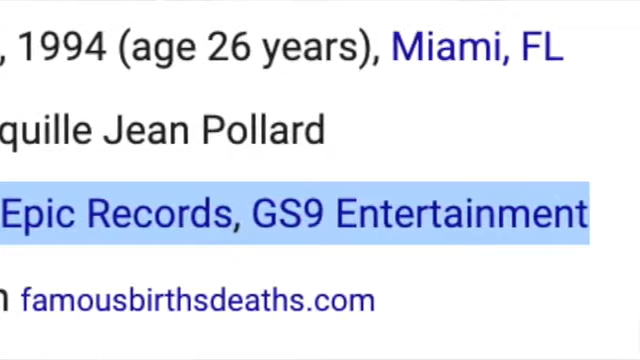 , 1994 (age 26 years), Miami, FL
quille Jean Pollard
Epic Records, GS9 Entertainment
n famousbirthsdeaths.com